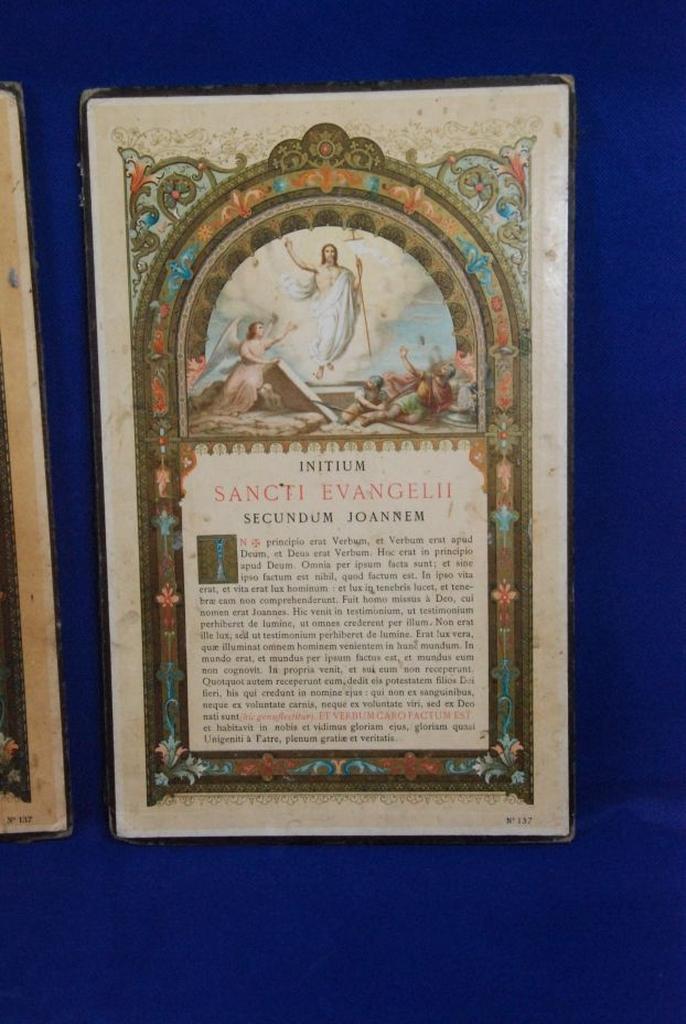 INITIUM
SANCTI EVANGELII
SECUNDUM JOANNEM
IN ✠ principio erat Verbum, et Verbum erat apud
Deum, et Deus erat Verbum. Hoc erat in principio
apud Deum. Omnia per ipsum facta sunt; et sine
ipso factum est nihil, quod factum est. In ipso vita
erat, et vita erat lux hominum : et lux in tenebris lucet, et tene-
bræ eam non comprehenderunt. Fuit homo missus à Deo, cui
nomen erat Joannes. Hic venit in testimonium, ut testimonium
perhiberet de lumine, ut omnes crederent per illum. Non erat
ille lux, sed ut testimonium perhiberet de lumine. Erat lux vera,
quæ illuminat omnem hominem venientem in hunc mundum. In
mundo erat, et mundus per ipsum factus est, et mundus eum
non cognovit. In propria venit, et sui eum non receperunt.
Quotquot autem receperunt eum, dedit eis potestatem filios Dei
fieri, his qui credunt in nomine ejus : qui non ex sanguinibus,
neque ex voluntate carnis, neque ex voluntate viri, sed ex Deo
nati sunt (hic genuflectitur). ET VERBUM CARO FACTUM EST
et habitavit in nobis et vidimus gloriam ejus, gloriam quasi
Unigeniti à Patre, plenum gratiæ et veritatis.
Nº 137
Nº 137